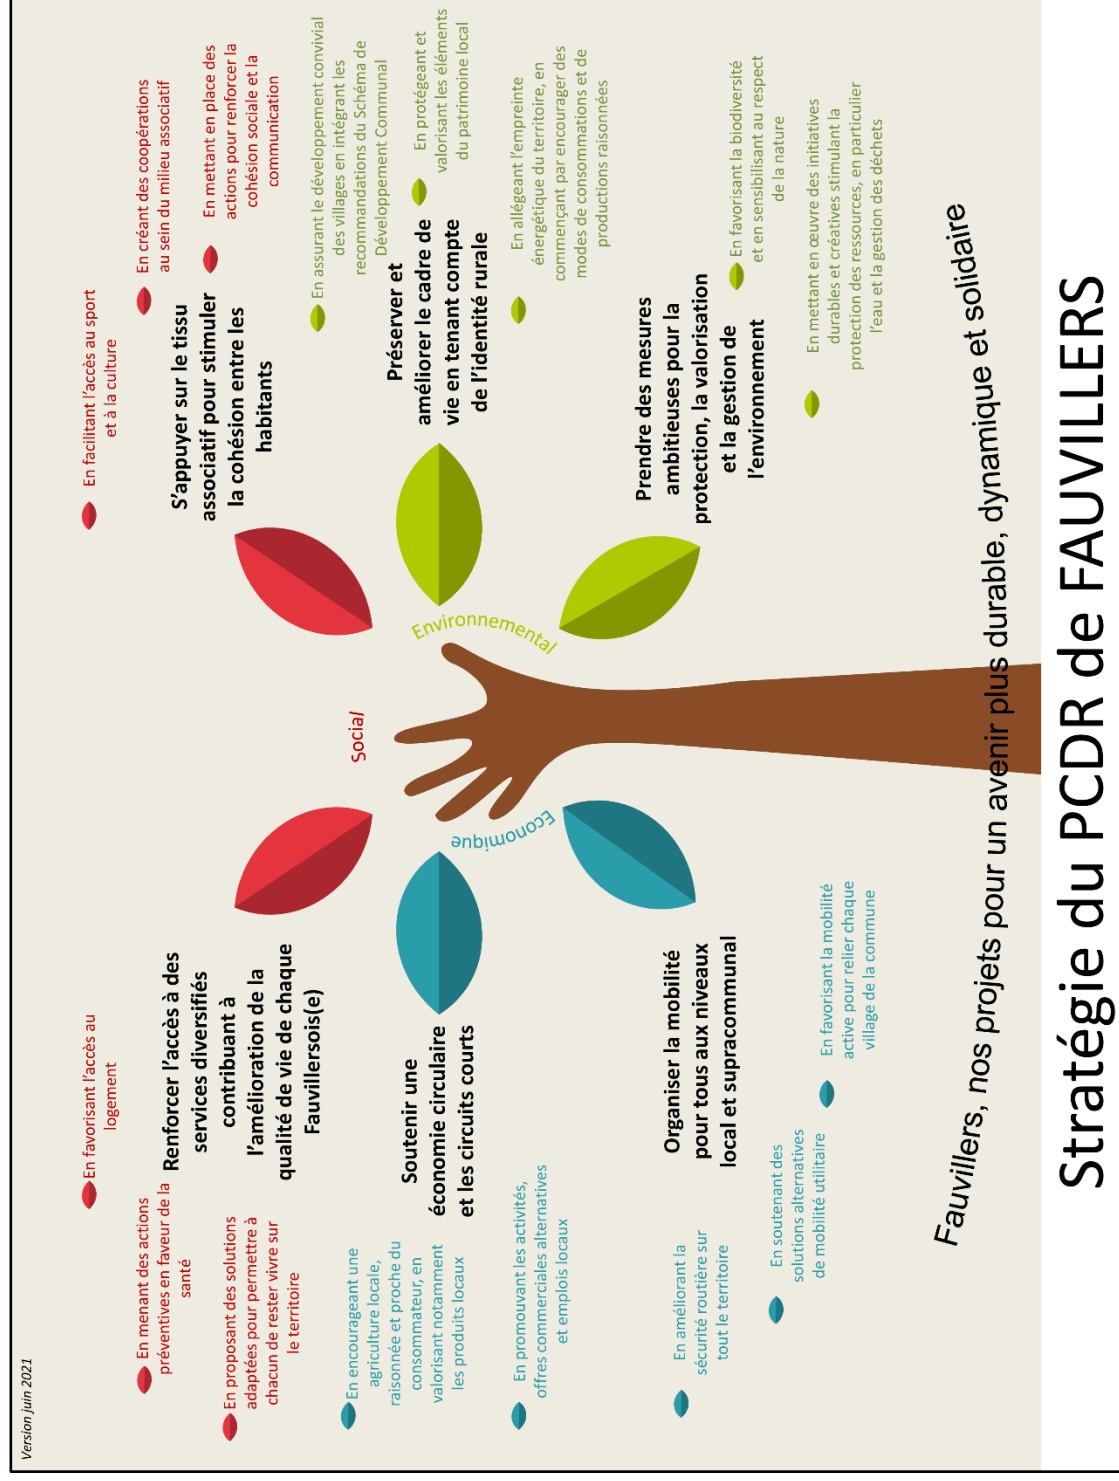 Version juin 2021
En favorisant l’accès au
logement
En menant des actions
préventives en faveur de la
santé
En proposant des solutions
adaptées pour permettre à
chacun de rester vivre sur
le territoire
Renforcer l’accès à des
services diversifiés
contribuant à
l’amélioration de la
qualité de vie de chaque
Fauvillersois(e)
En facilitant l’accès au sport
et à la culture
En créant des coopérations
au sein du milieu associatif
En mettant en place des
actions pour renforcer la
cohésion sociale et la
communication
S’appuyer sur le tissu
associatif pour stimuler
la cohésion entre les
habitants
Social
En encourageant une
agriculture locale,
raisonnée et proche du
consommateur, en
valorisant notamment
les produits locaux
En promouvant les activités,
offres commerciales alternatives
et emplois locaux
Soutenir une
économie circulaire
et les circuits courts
Economique
Environnemental
En assurant le développement convivial
des villages en intégrant les
recommandations du Schéma de
Développement Communal
En protégeant et
valorisant les éléments
du patrimoine local
Préserver et
améliorer le cadre de
vie en tenant compte
de l’identité rurale
En allégeant l’empreinte
énergétique du territoire, en
commençant par encourager des
modes de consommations et de
productions raisonnées
En améliorant la
sécurité routière sur
tout le territoire
En soutenant des
solutions alternatives
de mobilité utilitaire
En favorisant la mobilité
active pour relier chaque
village de la commune
Organiser la mobilité
pour tous aux niveaux
local et supracommunal
Prendre des mesures
ambitieuses pour la
protection, la valorisation
et la gestion de
l’environnement
En favorisant la biodiversité
et en sensibilisant au respect
de la nature
En mettant en œuvre des initiatives
durables et créatives stimulant la
protection des ressources, en particulier
l’eau et la gestion des déchets
Fauvillers, nos projets pour un avenir plus durable, dynamique et solidaire
Stratégie du PCDR de FAUVILLERS